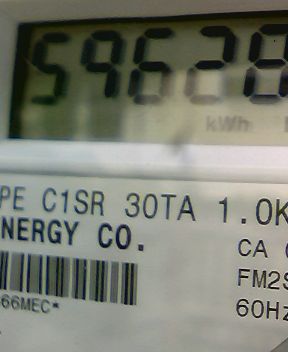 59628
kWh
PE C1SR 30TA 1.0K
NERGY CO.
CA
FM2S
66MEC*
60Hz